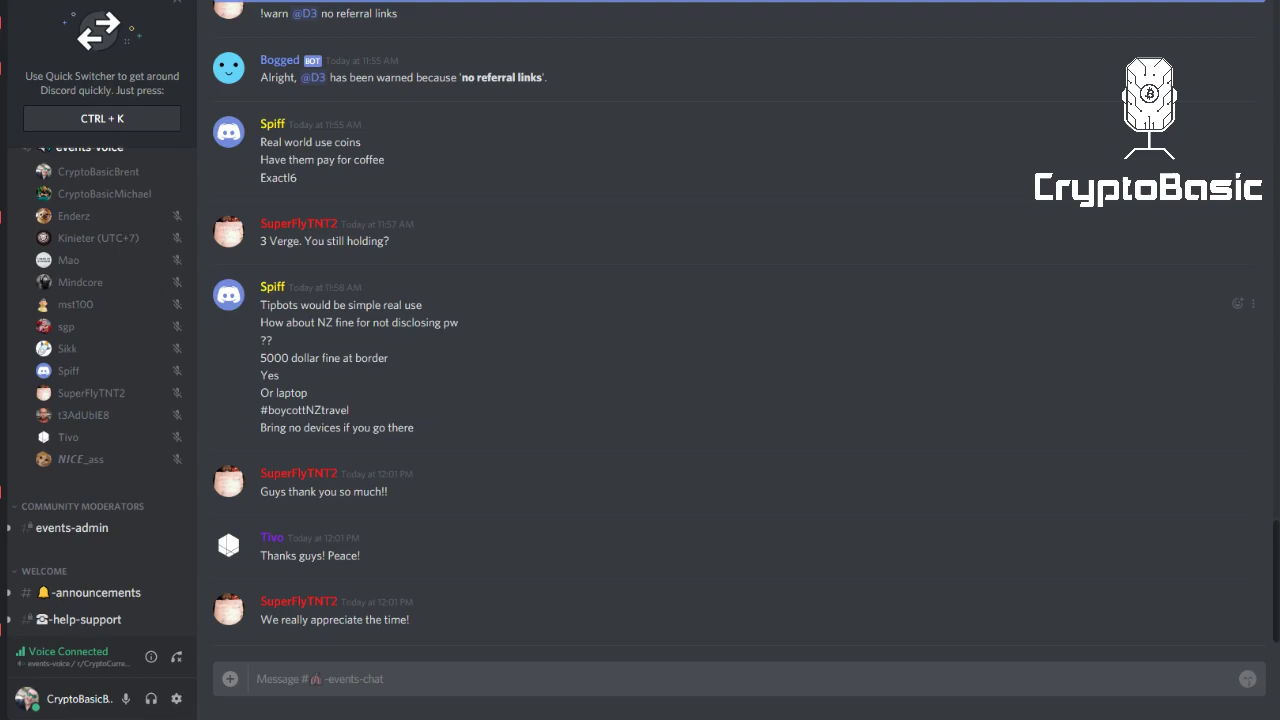 Use Quick Switcher to get around
Discord quickly. Just press:
CTRL + K
events-voice
CryptoBasicBrent
CryptoBasicMichael
Enderz
Kinieter (UTC+7)
Mao
Mindcore
mst100
sgp
Sikk
Spiff
SuperFlyTNT2
t3AdUbIE8
Tivo
NICE_ass
COMMUNITY MODERATORS
events-admin
WELCOME
# 🔔-announcements
# ☎-help-support
Voice Connected
events-voice / r/CryptoCurre...
CryptoBasicB..
!warn @D3 no referral links
Bogged BOT Today at 11:55 AM
Alright, @D3 has been warned because 'no referral links'.
Spiff Today at 11:55 AM
Real world use coins
Have them pay for coffee
Exactl6
SuperFlyTNT2 Today at 11:57 AM
3 Verge. You still holding?
Spiff Today at 11:58 AM
Tipbots would be simple real use
How about NZ fine for not disclosing pw
??
5000 dollar fine at border
Yes
Or laptop
#boycottNZtravel
Bring no devices if you go there
SuperFlyTNT2 Today at 12:01 PM
Guys thank you so much!!
Tivo Today at 12:01 PM
Thanks guys! Peace!
SuperFlyTNT2 Today at 12:01 PM
We really appreciate the time!
Message #-events-chat
CryptoBasic